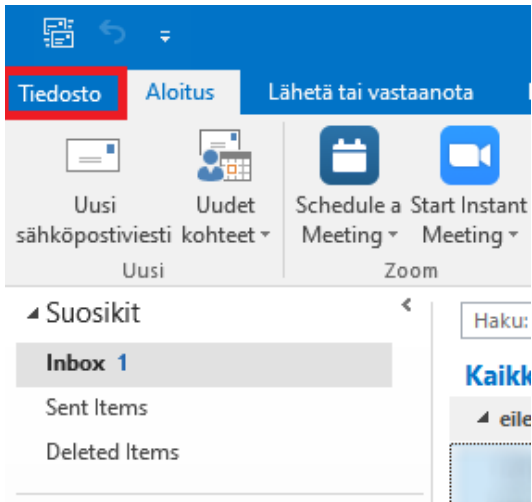 Tiedosto Aloitus Lähetä tai vastaanota
Uusi sähköpostiviesti
Uudet kohteet
Schedule a Meeting
Start Instant Meeting
Uusi Zoom
Suosikit
Haku:
Inbox 1
Kaikk
Sent Items
eile
Deleted Items